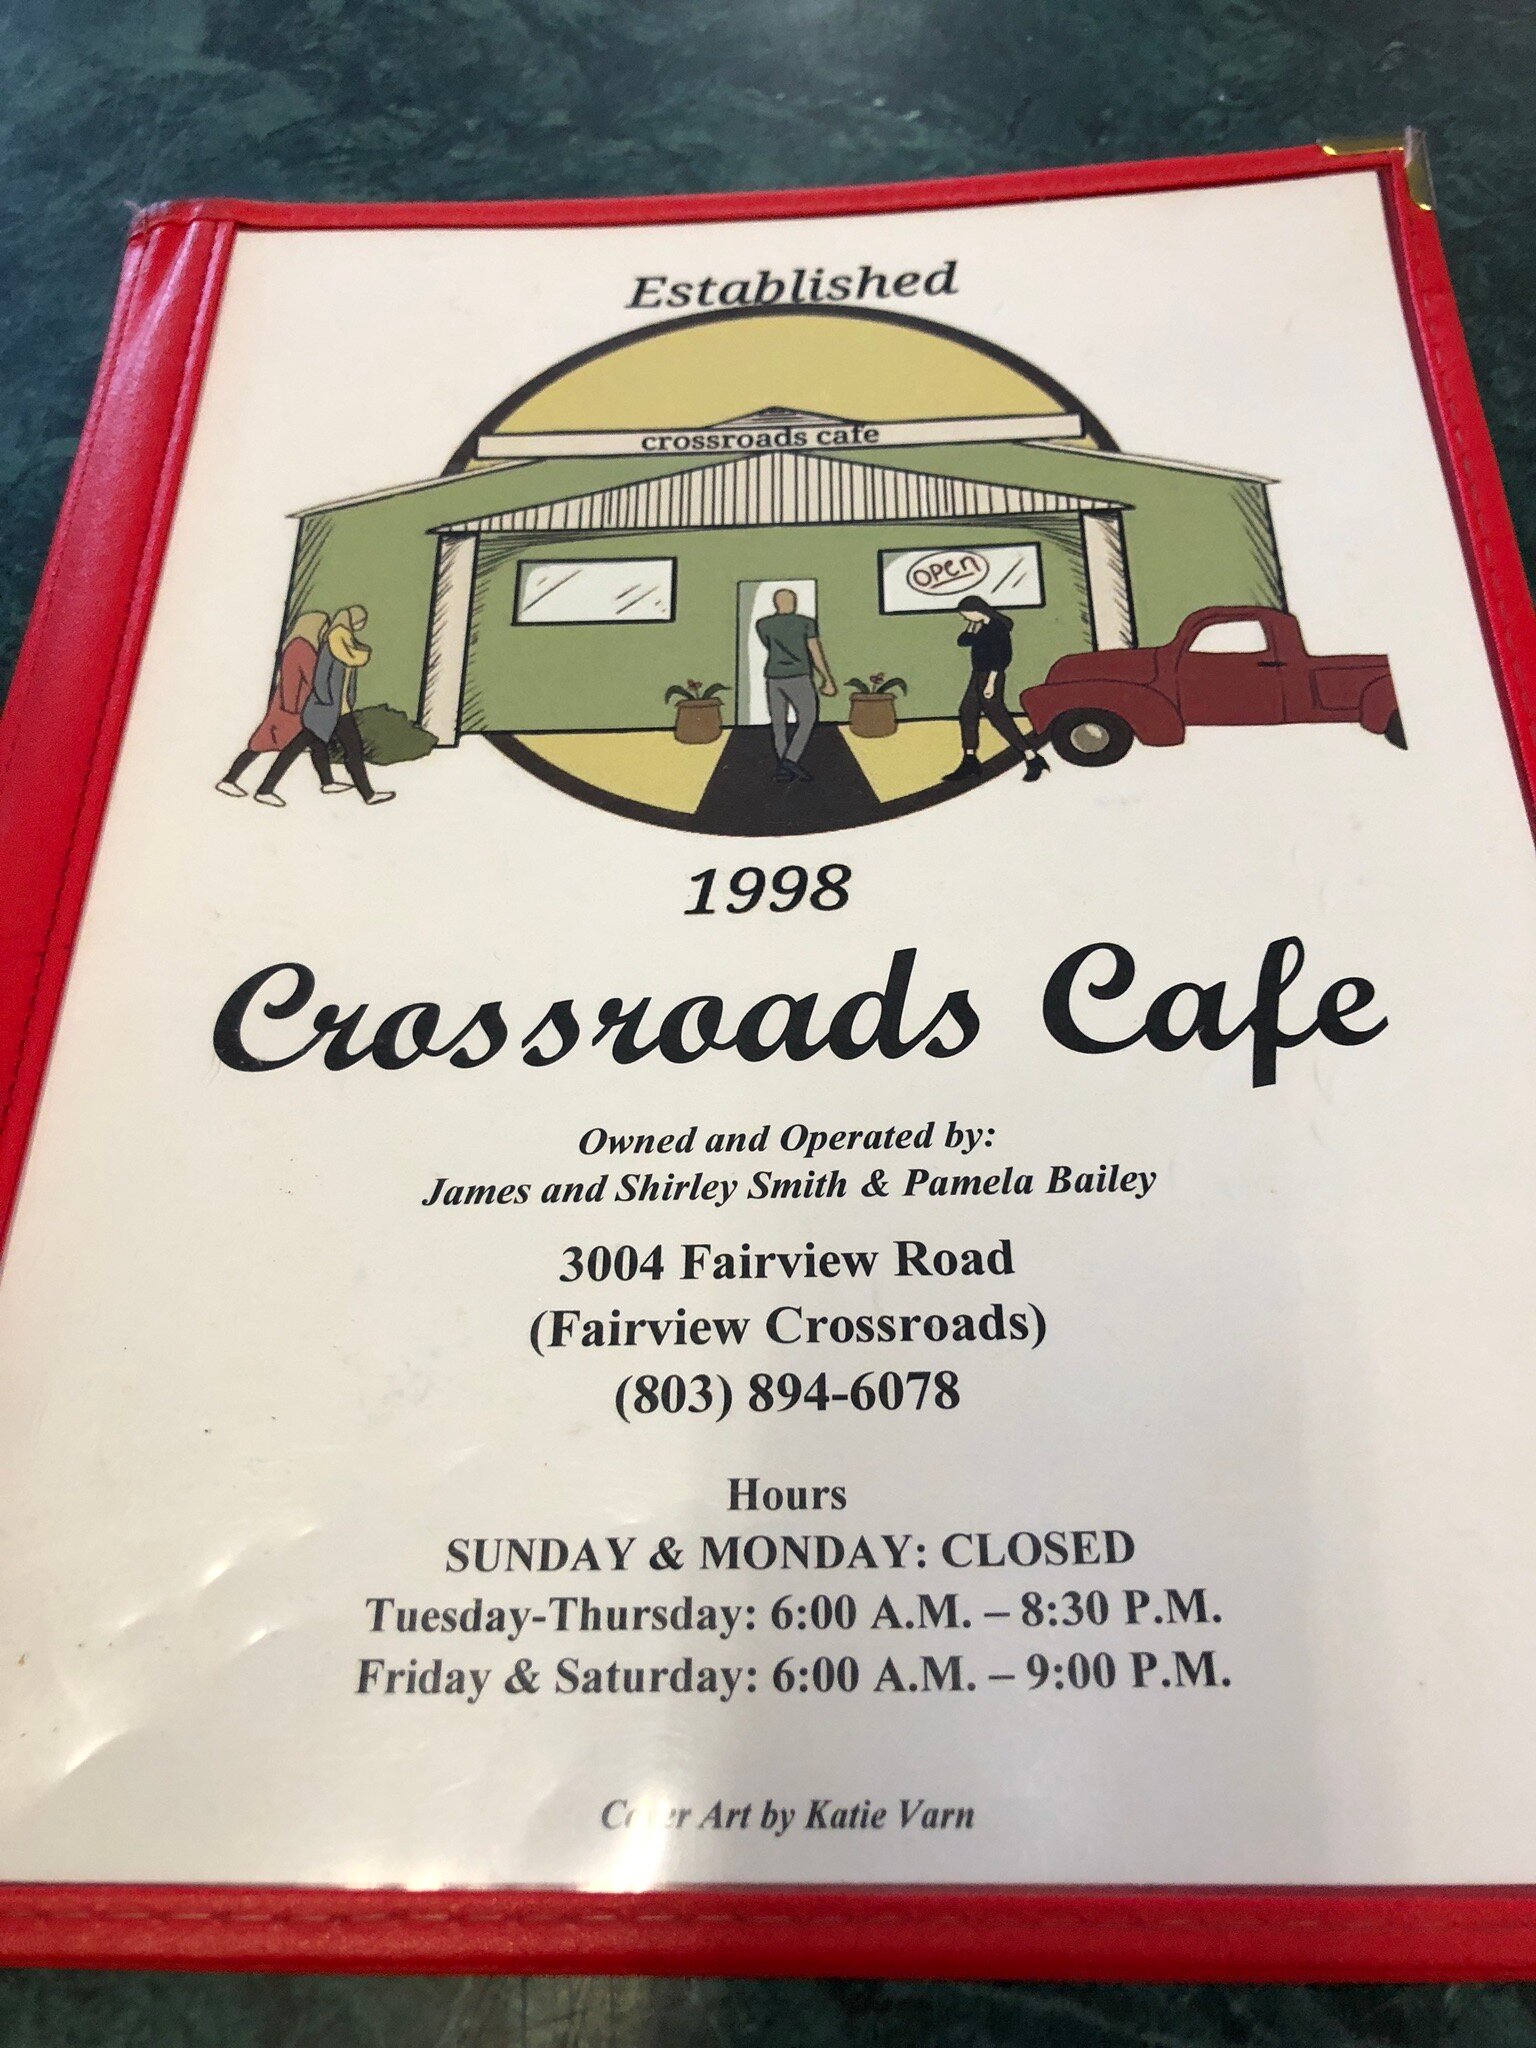 Established
crossroads cafe
OPEN
1998
Crossroads Cafe
Owned and Operated by:
James and Shirley Smith & Pamela Bailey
3004 Fairview Road
(Fairview Crossroads)
(803) 894-6078
Hours
SUNDAY & MONDAY: CLOSED
Tuesday-Thursday: 6:00 A.M. – 8:30 P.M.
Friday & Saturday: 6:00 A.M. – 9:00 P.M.
Cover Art by Katie Varn